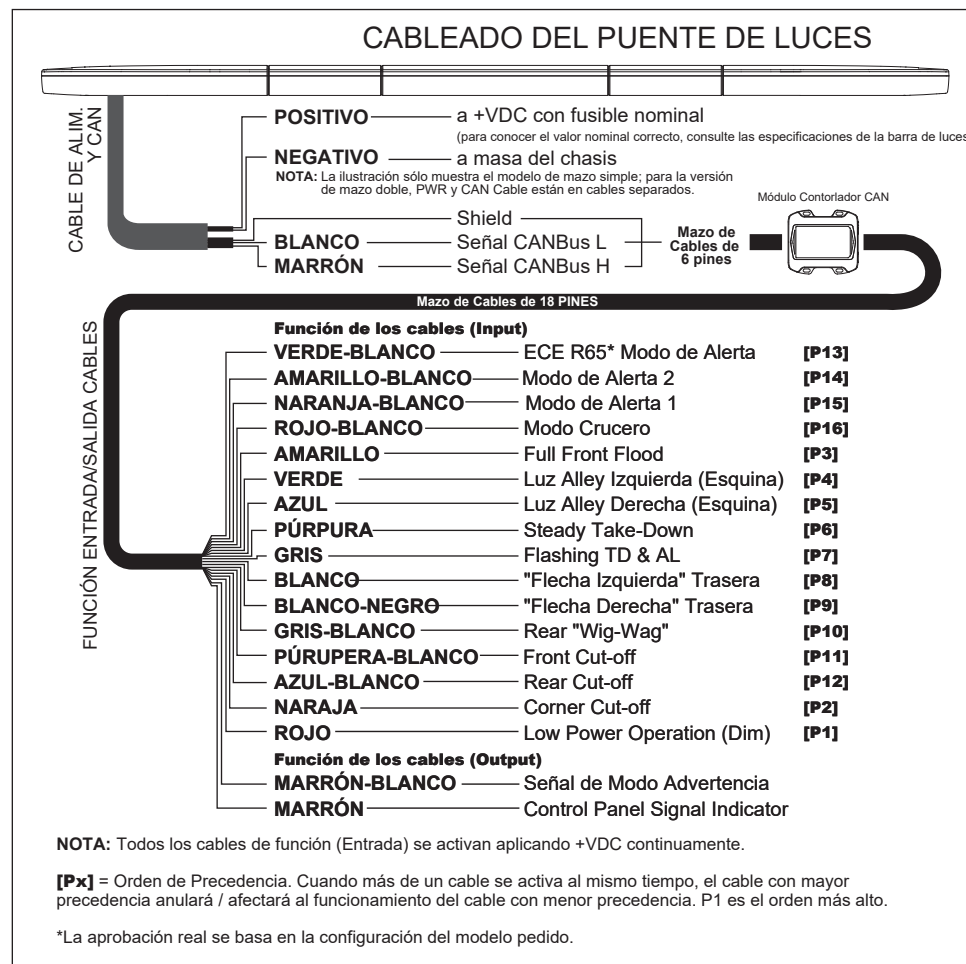 CABLEADO DEL PUENTE DE LUCES
CABLE DE ALIM.
Y CAN
POSITIVO a +VDC con fusible nominal
(para conocer el valor nominal correcto, consulte las especificaciones de la barra de luces
NEGATIVO a masa del chasis
NOTA: La ilustración sólo muestra el modelo de mazo simple; para la versión
de mazo doble, PWR y CAN Cable están en cables separados.
Módulo Contorlador CAN
Shield
BLANCO Señal CANBus L
MARRÓN Señal CANBus H
Mazo de
Cables de
6 pines
Mazo de Cables de 18 PINES
FUNCIÓN ENTRADA/SALIDA CABLES
Función de los cables (Input)
VERDE-BLANCO ECE R65* Modo de Alerta [P13]
AMARILLO-BLANCO Modo de Alerta 2 [P14]
NARANJA-BLANCO Modo de Alerta 1 [P15]
ROJO-BLANCO Modo Crucero [P16]
AMARILLO Full Front Flood [P3]
VERDE Luz Alley Izquierda (Esquina) [P4]
AZUL Luz Alley Derecha (Esquina) [P5]
PÚRPURA Steady Take-Down [P6]
GRIS Flashing TD & AL [P7]
BLANCO "Flecha Izquierda" Trasera [P8]
BLANCO-NEGRO "Flecha Derecha" Trasera [P9]
GRIS-BLANCO Rear "Wig-Wag" [P10]
PÚRUPERA-BLANCO Front Cut-off [P11]
AZUL-BLANCO Rear Cut-off [P12]
NARAJA Corner Cut-off [P2]
ROJO Low Power Operation (Dim) [P1]
Función de los cables (Output)
MARRÓN-BLANCO Señal de Modo Advertencia
MARRÓN Control Panel Signal Indicator
NOTA: Todos los cables de función (Entrada) se activan aplicando +VDC continuamente.
[Px] = Orden de Precedencia. Cuando más de un cable se activa al mismo tiempo, el cable con mayor
precedencia anulará / afectará al funcionamiento del cable con menor precedencia. P1 es el orden más alto.
*La aprobación real se basa en la configuración del modelo pedido.